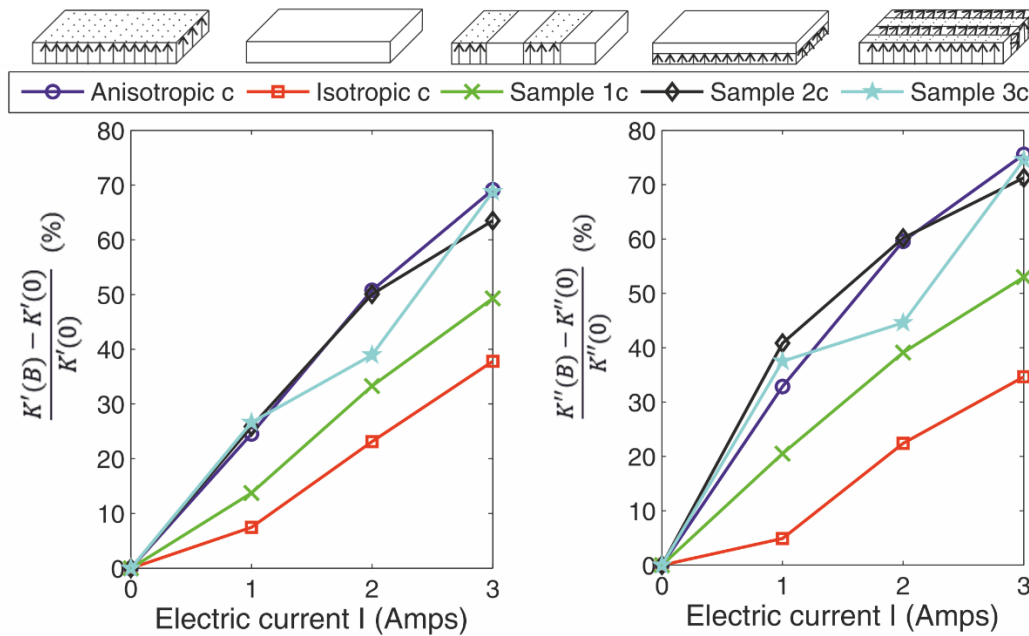 Anisotropic c Isotropic c Sample 1c Sample 2c Sample 3c
K′(B) − K′(0)
K′(0)
(%)
80
70
60
50
40
30
20
10
0
0 1 2 3
Electric current I (Amps)
K″(B) − K″(0)
K″(0)
(%)
80
70
60
50
40
30
20
10
0
0 1 2 3
Electric current I (Amps)